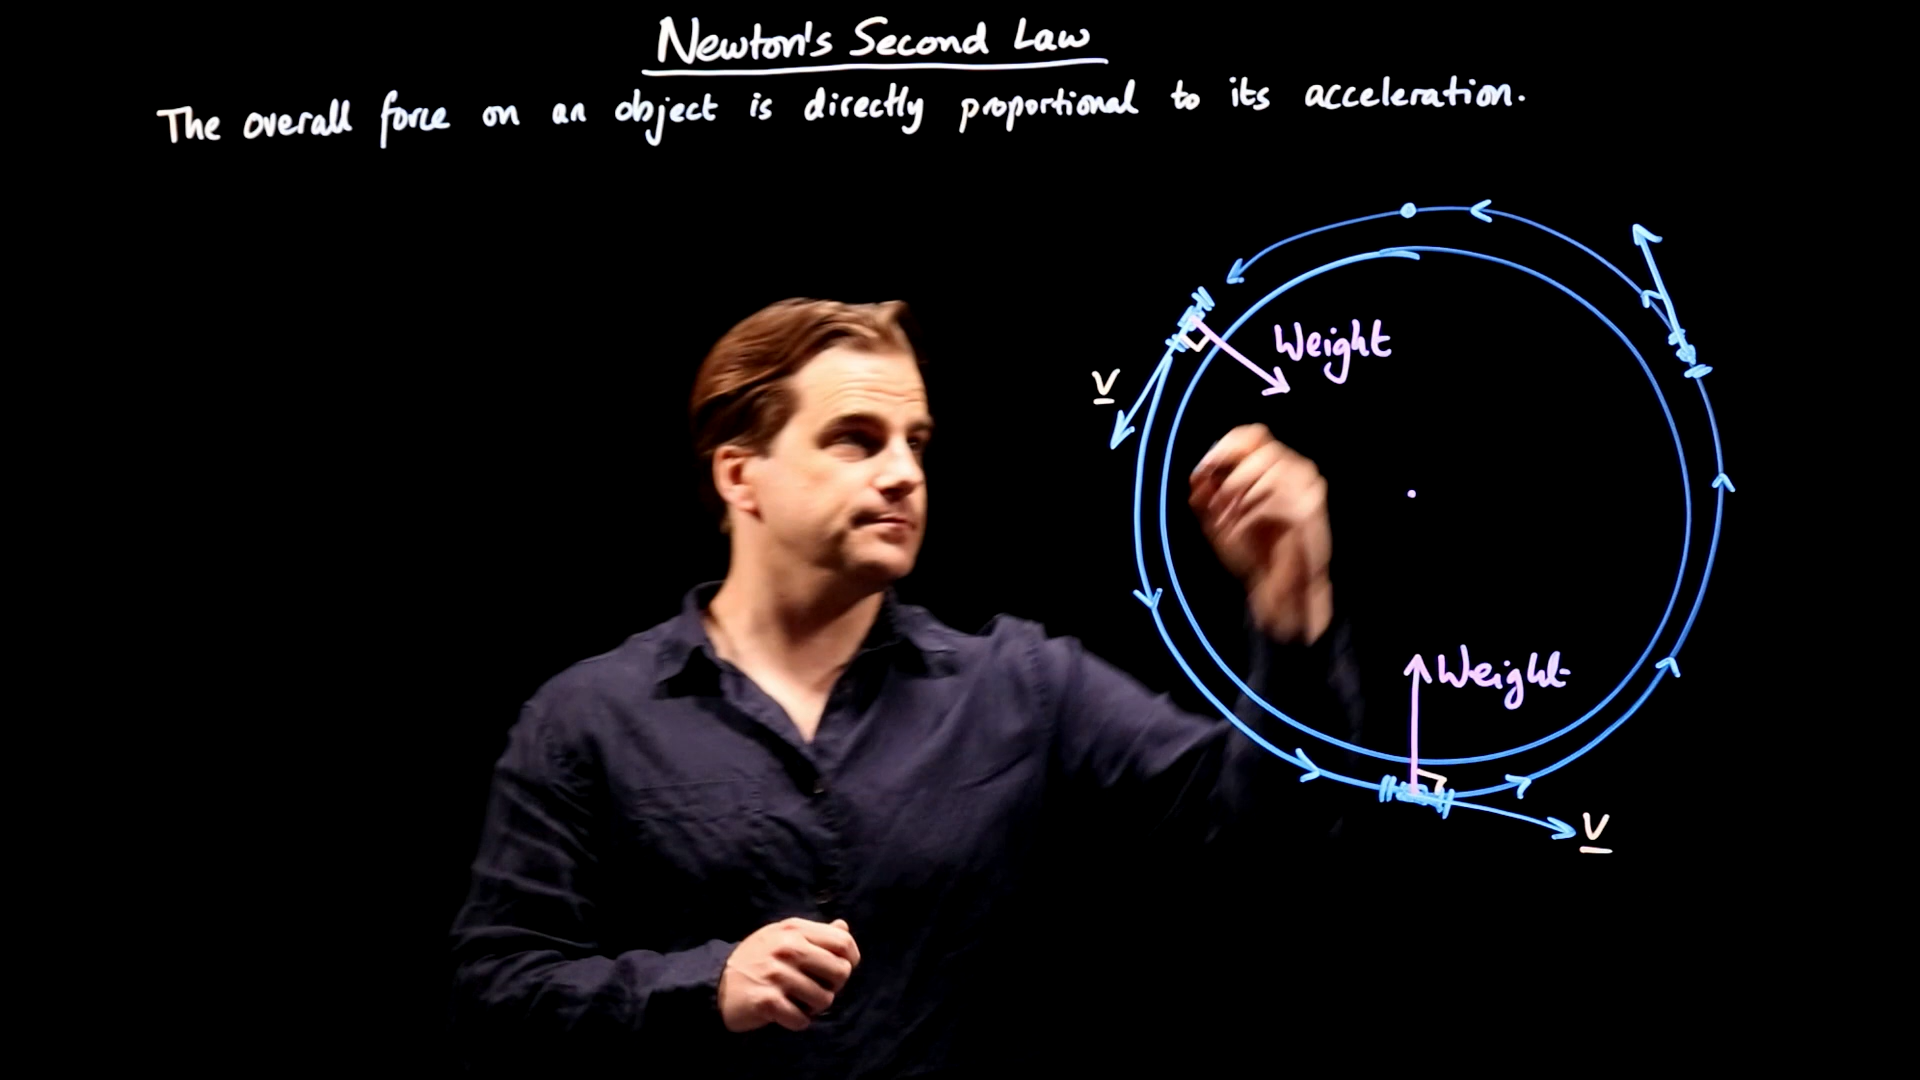 Newton's Second Law
The overall force on an object is directly proportional to its acceleration.
Weight
v
Weight
v